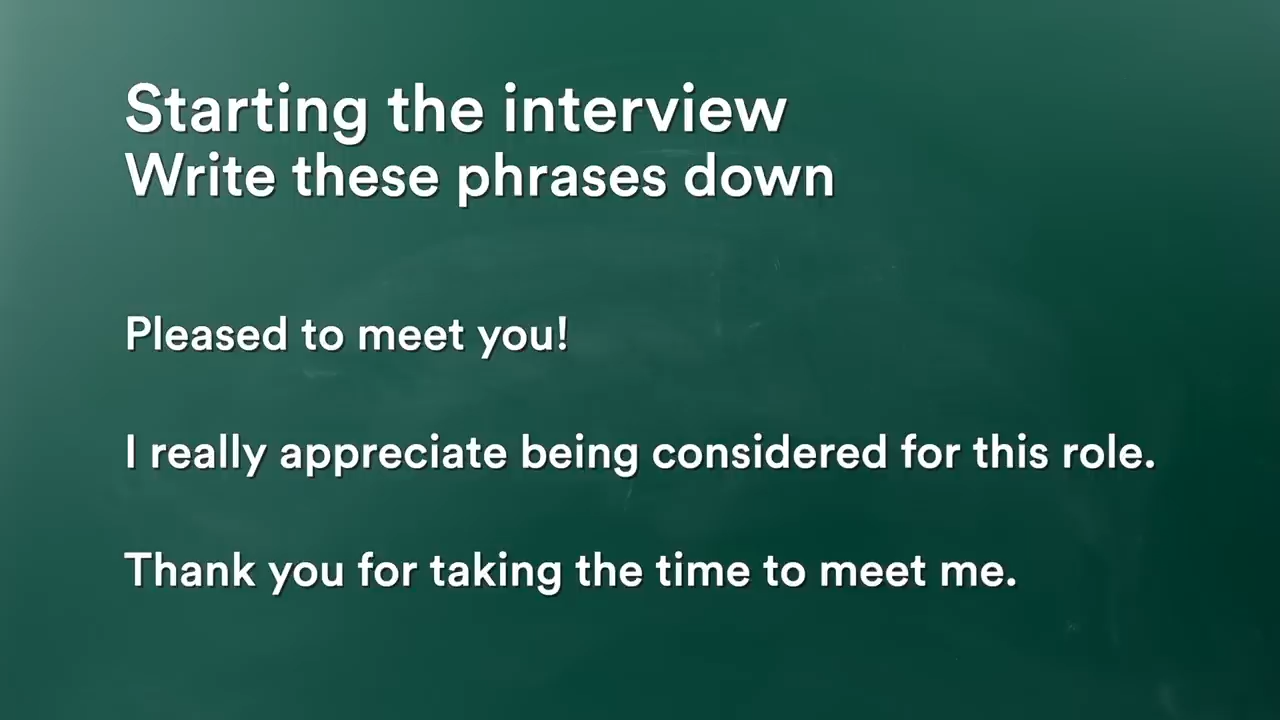 Starting the interview
Write these phrases down
Pleased to meet you!
I really appreciate being considered for this role.
Thank you for taking the time to meet me.